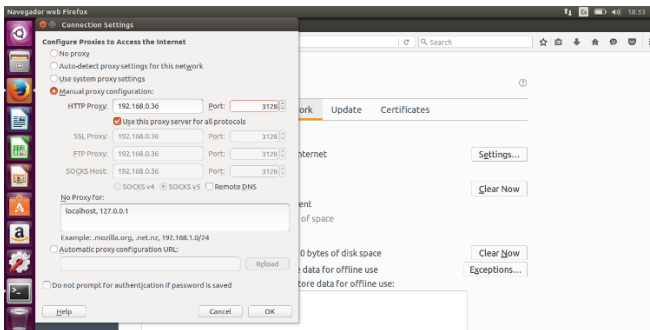 Navegador web Firefox
Es
18:33
Connection Settings
Configure Proxies to Access the Internet
No proxy
Auto-detect proxy settings for this network
Use system proxy settings
Manual proxy configuration:
HTTP Proxy: 192.168.0.36 Port: 3128
Use this proxy server for all protocols
SSL Proxy: 192.168.0.36 Port: 3128
FTP Proxy: 192.168.0.36 Port: 3128
SOCKS Host: 192.168.0.36 Port: 3128
SOCKS v4 SOCKS v5 Remote DNS
No Proxy for:
localhost, 127.0.0.1
Example: .mozilla.org, .net.nz, 192.168.1.0/24
Automatic proxy configuration URL:
Reload
Do not prompt for authentication if password is saved
Help Cancel OK
Search
ork Update Certificates
nternet Settings...
Clear Now
ent
of space
0 bytes of disk space Clear Now
data for offline use Exceptions...
tore data for offline use: